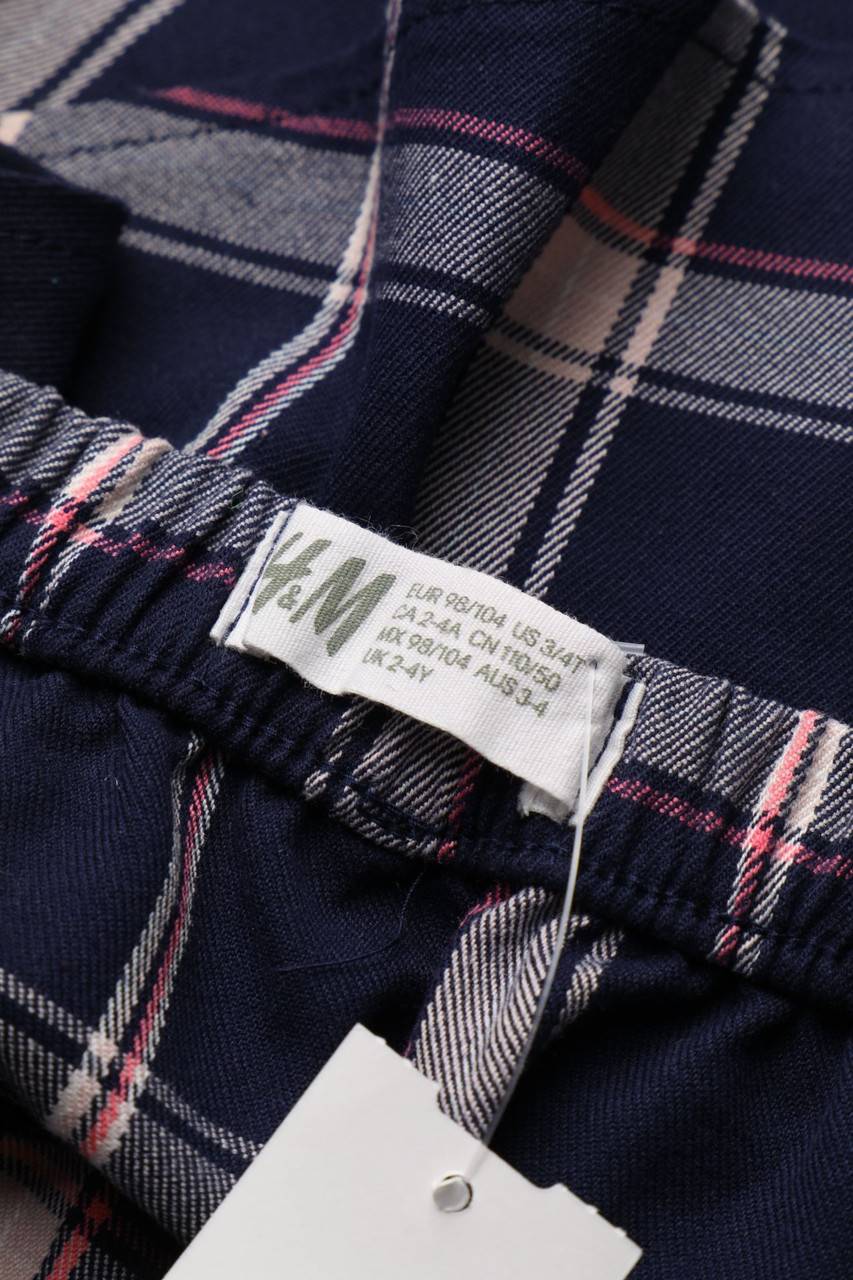 H&M
EUR 98/104 US 3/4T
CA 2-4A CN 110/50
MX 98/104 AUS 3-4
UK 2-4Y